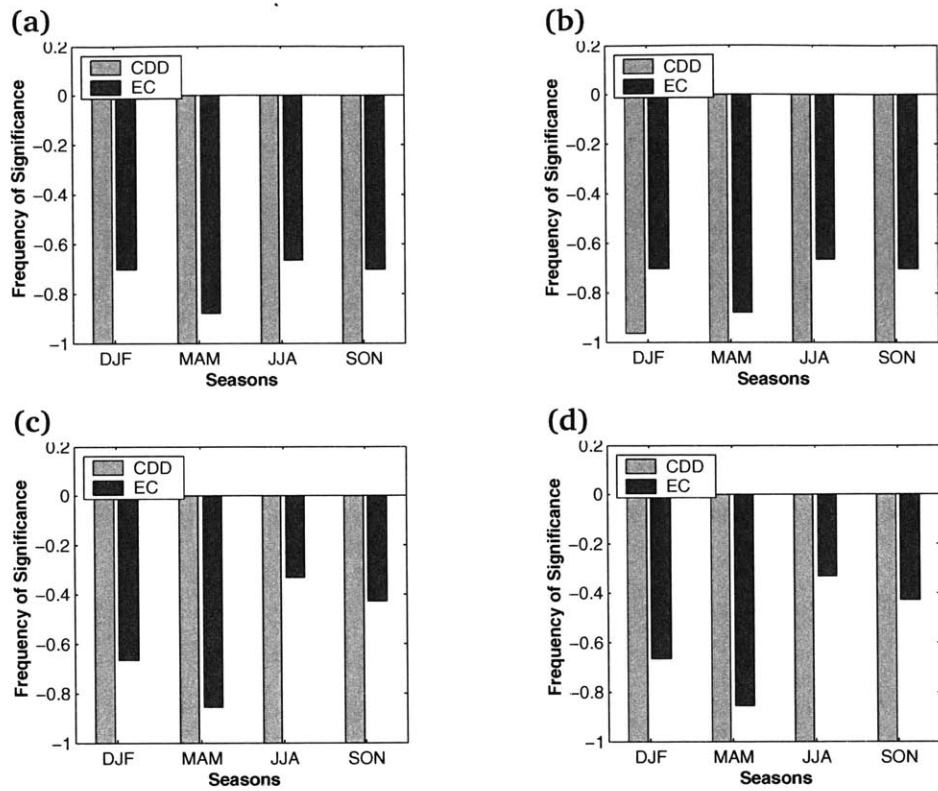 (a)
0.2
CDD
EC
0
−0.2
−0.4
−0.6
−0.8
−1
Frequency of Significance
DJF MAM JJA SON
Seasons
(b)
0.2
CDD
EC
0
−0.2
−0.4
−0.6
−0.8
−1
Frequency of Significance
DJF MAM JJA SON
Seasons
(c)
0.2
CDD
EC
0
−0.2
−0.4
−0.6
−0.8
−1
Frequency of Significance
DJF MAM JJA SON
Seasons
(d)
0.2
CDD
EC
0
−0.2
−0.4
−0.6
−0.8
−1
Frequency of Significance
DJF MAM JJA SON
Seasons